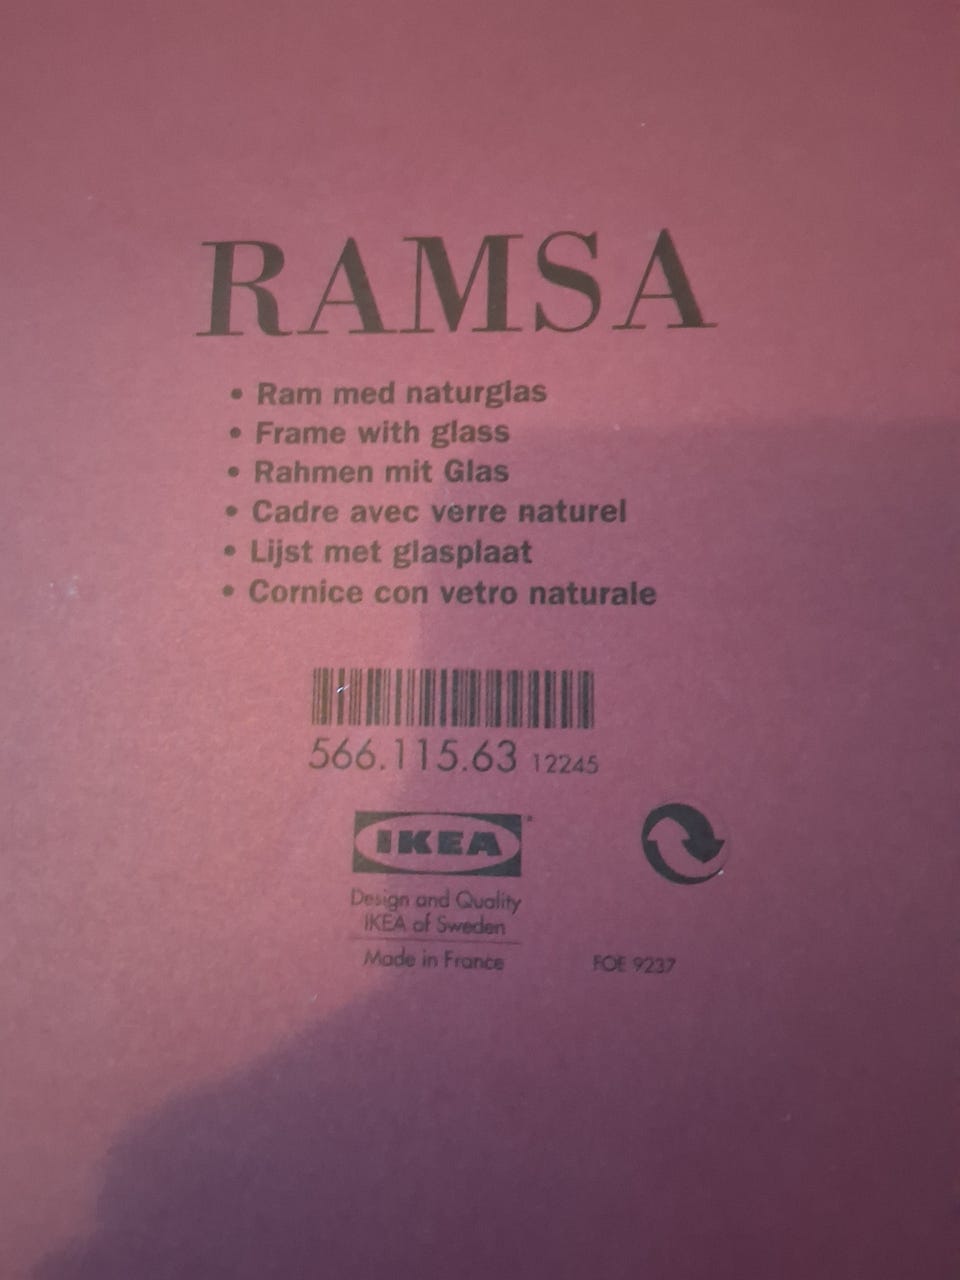 RAMSA
• Ram med naturglas
• Frame with glass
• Rahmen mit Glas
• Cadre avec verre naturel
• Lijst met glasplaat
• Cornice con vetro naturale
566.115.63 12245
IKEA
Design and Quality
IKEA of Sweden
Made in France
FOE 9237